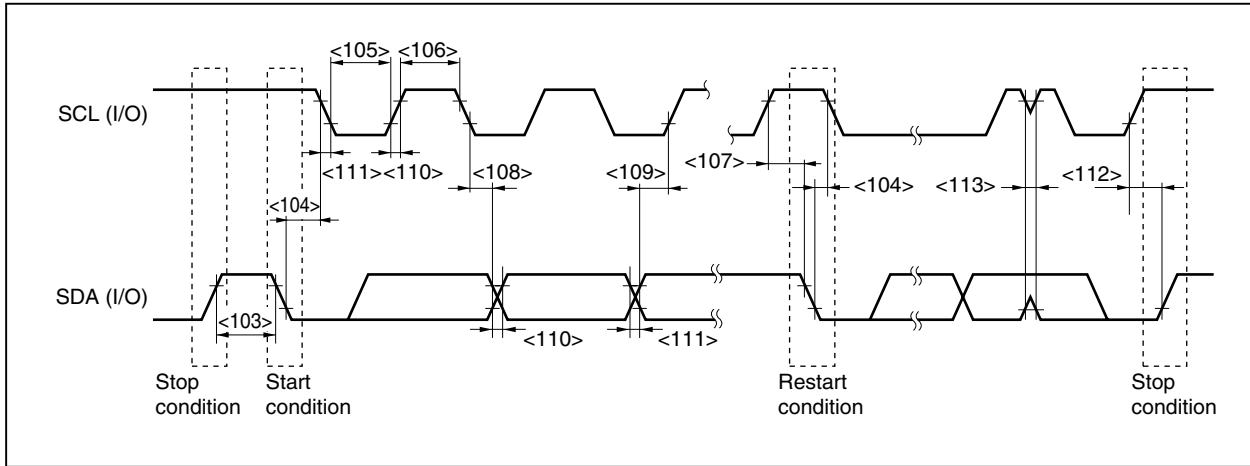 <105> <106>
SCL (I/O)
<111> <110> <108> <109> <107> <104> <113> <112>
<104>
SDA (I/O)
<103>
<110> <111>
Stop condition
Start condition
Restart condition
Stop condition